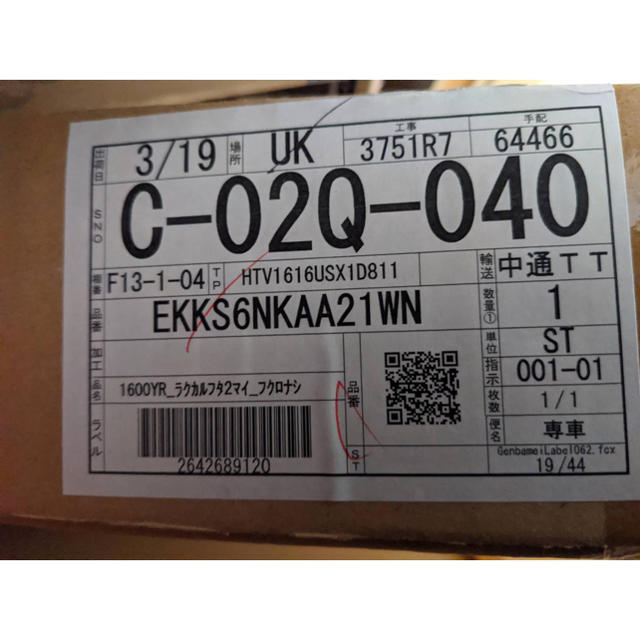 出荷日 3/19 場所 UK 工事 3751R7 手配 64466
SNO C-02Q-040
棚番 F13-1-04 TP HTV1616USX1D811 輸送 中通TT
品番 EKKS6NKAA21WN 数量① 1
加工 単位 ST
品名 1600YR_ラクカルフタ2マイ_フクロナシ 品番 指示 001-01
枚数 1/1
ラベル 2642689120 ST 便名 専車
GenbameiLabel062.fcx
19/44